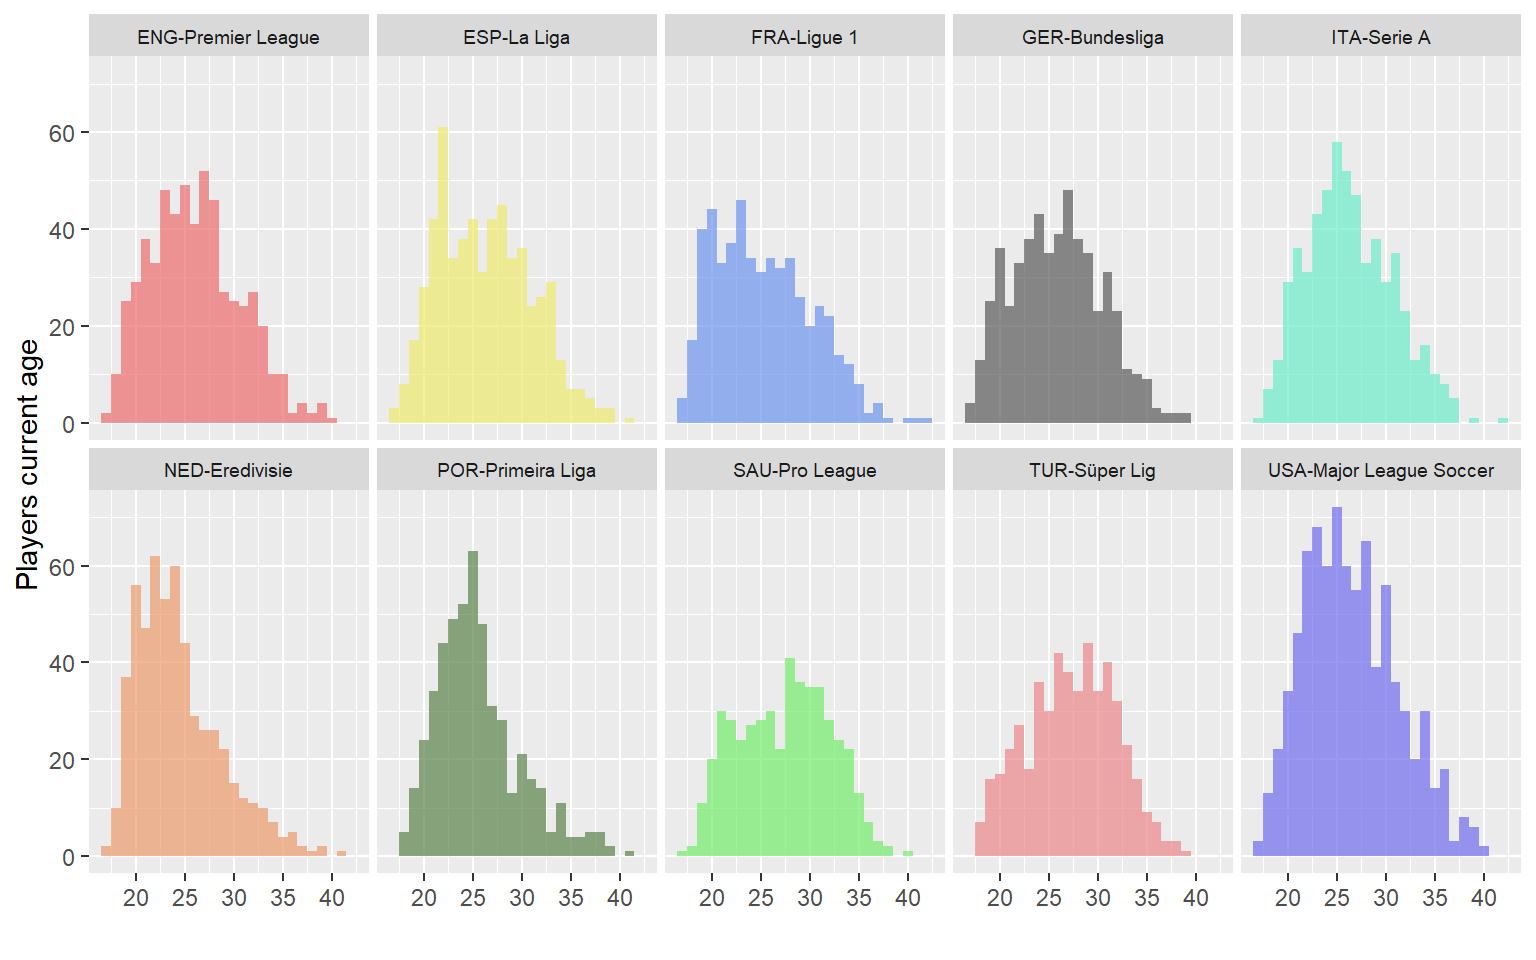 ENG-Premier League ESP-La Liga FRA-Ligue 1 GER-Bundesliga ITA-Serie A
60
40
20
0
NED-Eredivisie POR-Primeira Liga SAU-Pro League TUR-Süper Lig USA-Major League Soccer
60
40
20
0
20 25 30 35 40 20 25 30 35 40 20 25 30 35 40 20 25 30 35 40 20 25 30 35 40
Players current age